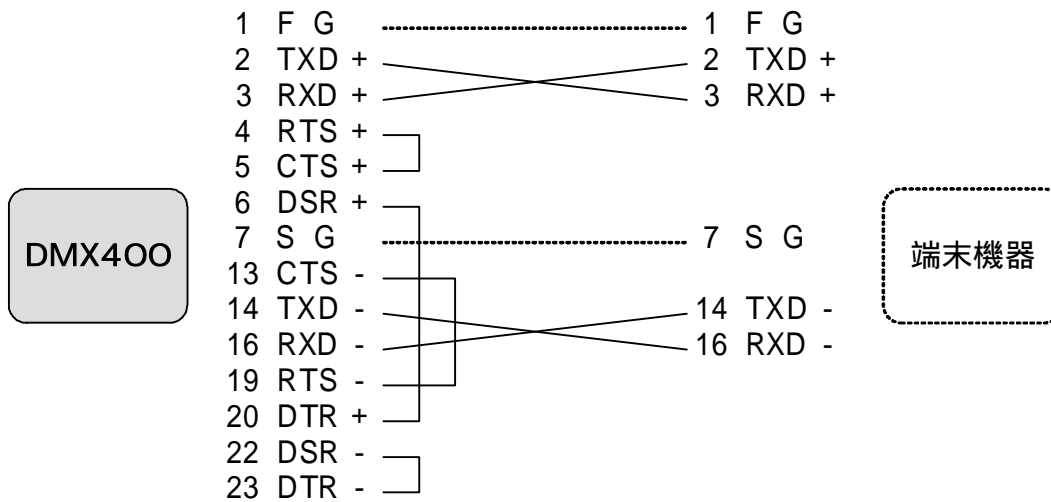 1 F G 1 F G
2 TXD + 2 TXD +
3 RXD + 3 RXD +
4 RTS +
5 CTS +
6 DSR +
7 S G 7 S G
DMX400 端末機器
13 CTS -
14 TXD - 14 TXD -
16 RXD - 16 RXD -
19 RTS -
20 DTR +
22 DSR -
23 DTR -